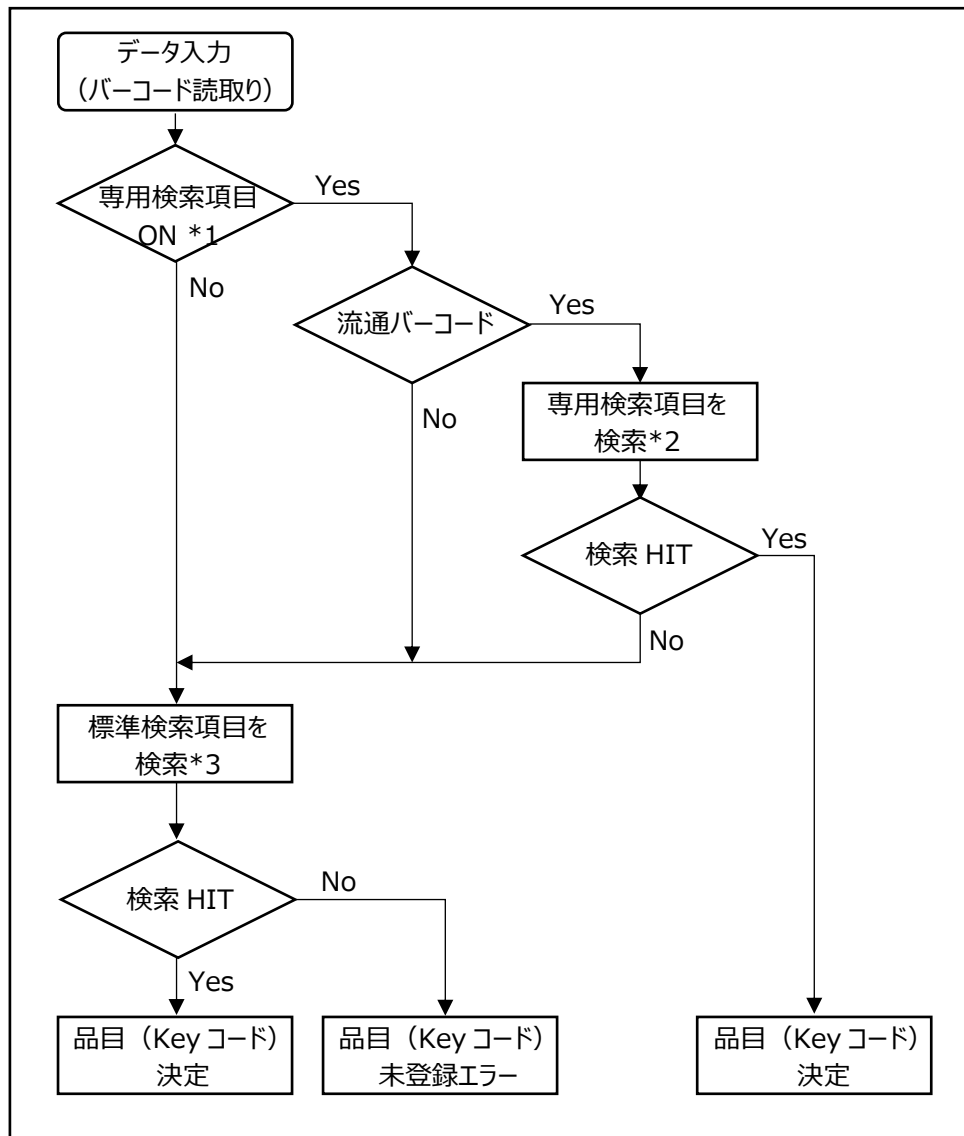 データ入力
（バーコード読取り）
専用検索項目
ON *1
Yes
No
流通バーコード
Yes
No
専用検索項目を
検索*2
検索 HIT
Yes
No
標準検索項目を
検索*3
検索 HIT
No
Yes
品目（Key コード）
決定
品目（Key コード）
未登録エラー
品目（Key コード）
決定